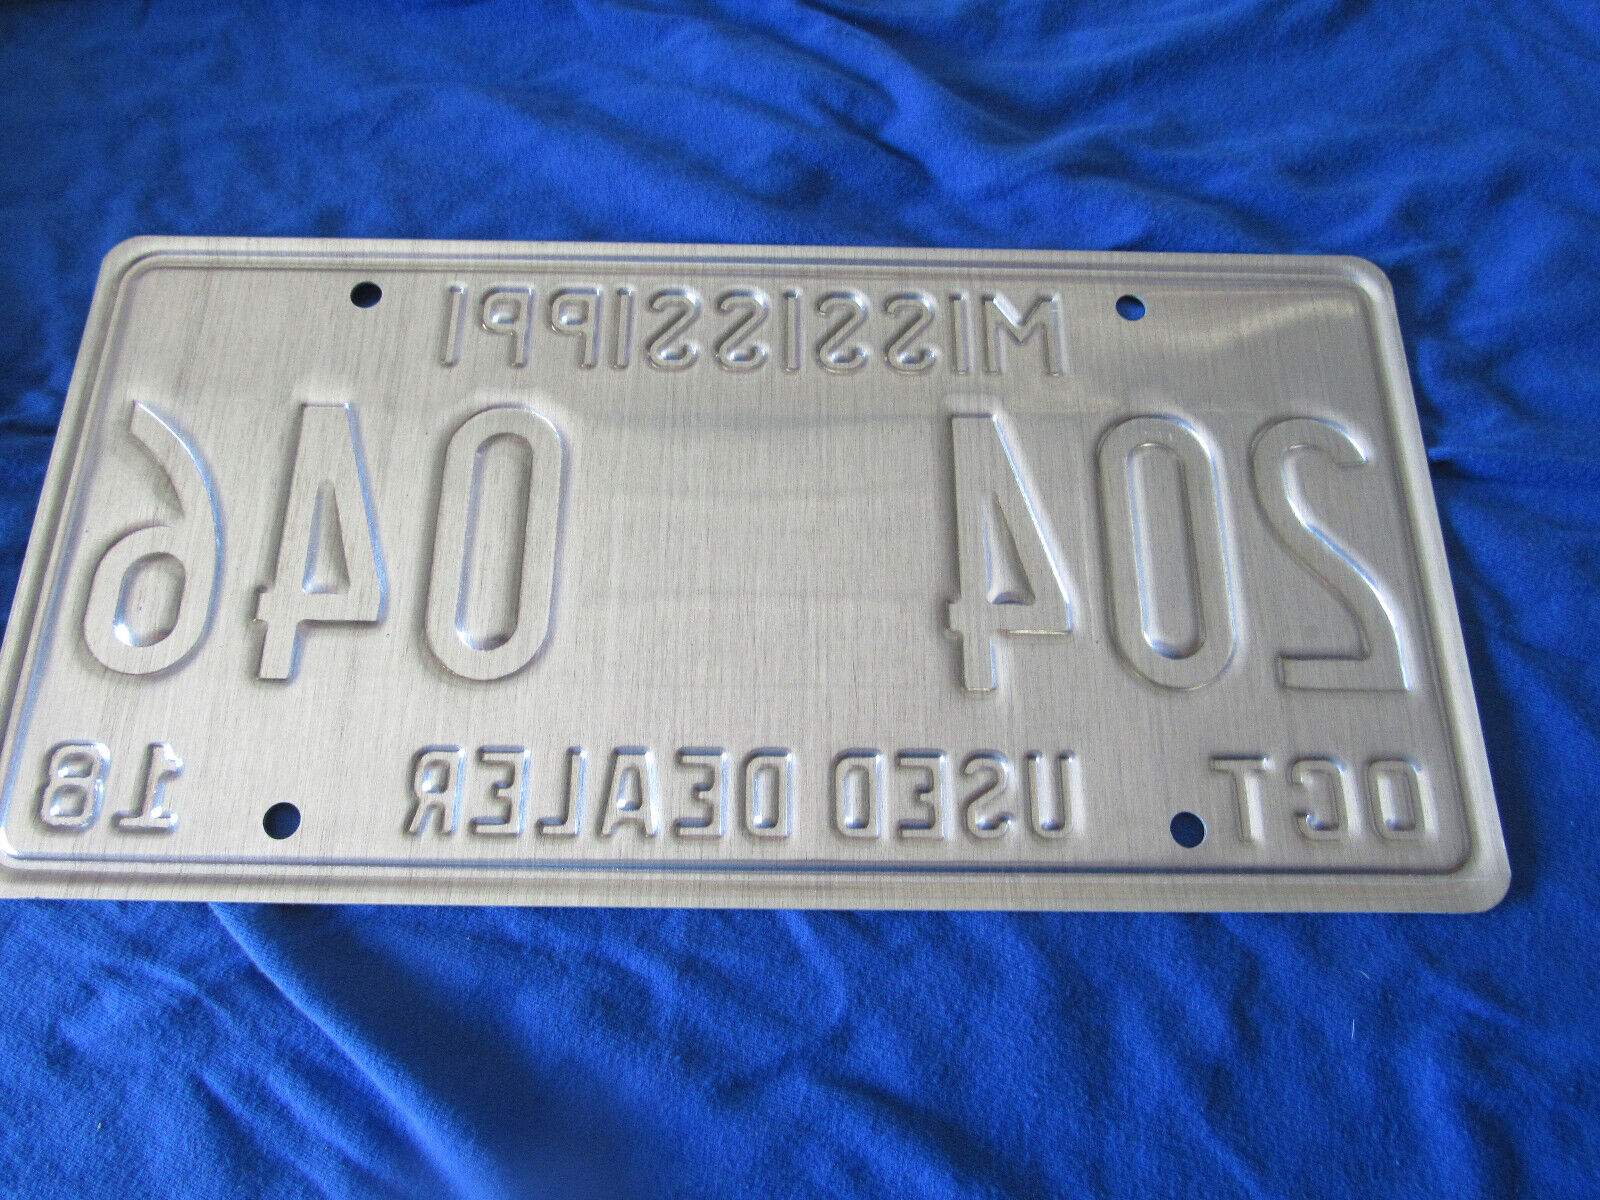 MISSISSIPPI
204 046
OCT USED DEALER 18